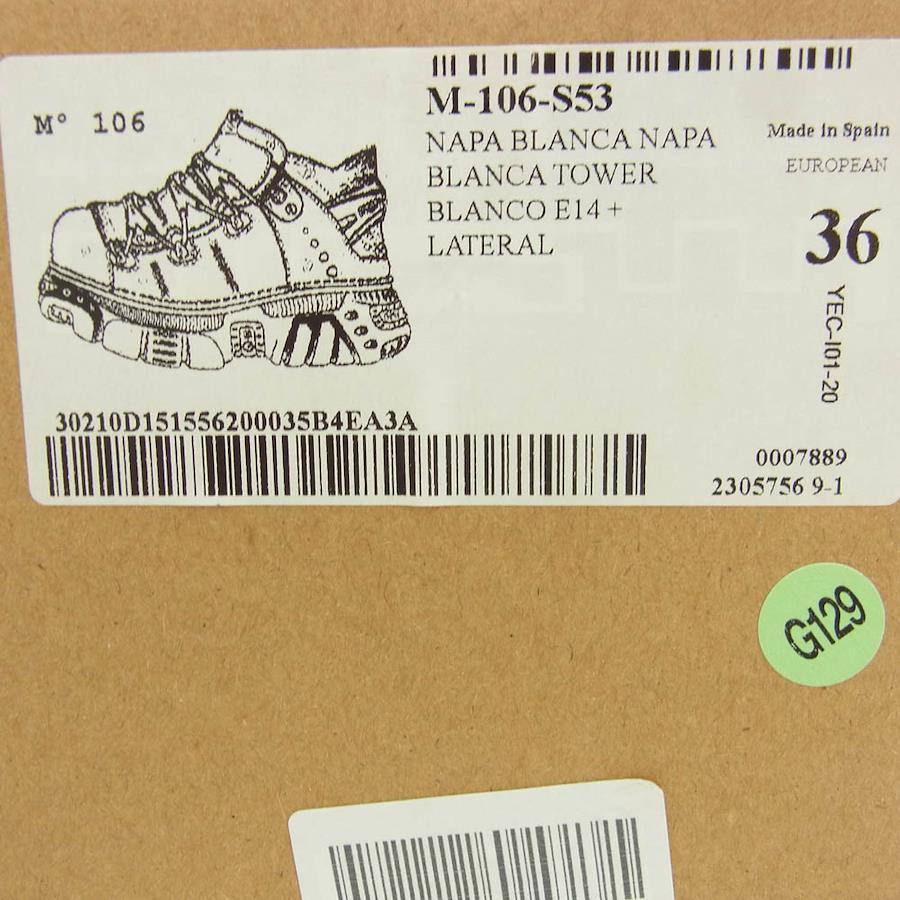 M° 106
M-106-S53
NAPA BLANCA NAPA
BLANCA TOWER
BLANCO E14 +
LATERAL
Made in Spain
EUROPEAN
36
YEC-I01-20
30210D151556200035B4EA3A
0007889
2305756 9-1
G129